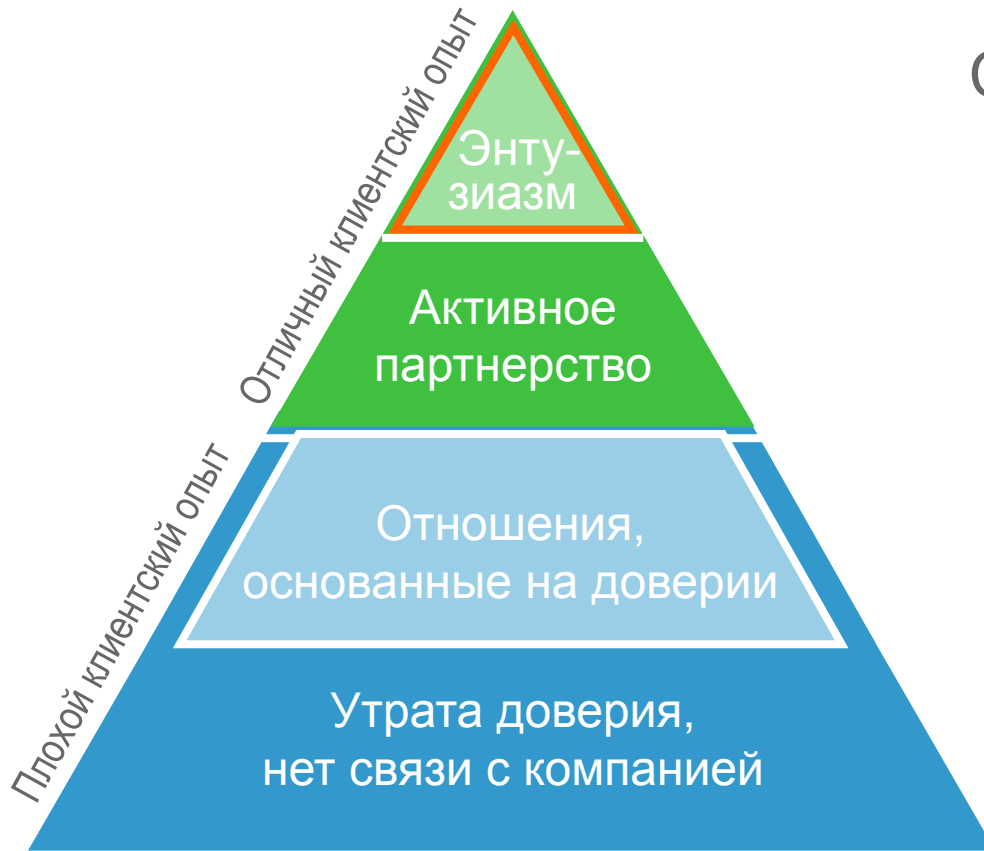 Отличный клиентский опыт
Энту-
зиазм
Активное
партнерство
Плохой клиентский опыт
Отношения,
основанные на доверии
Утрата доверия,
нет связи с компанией